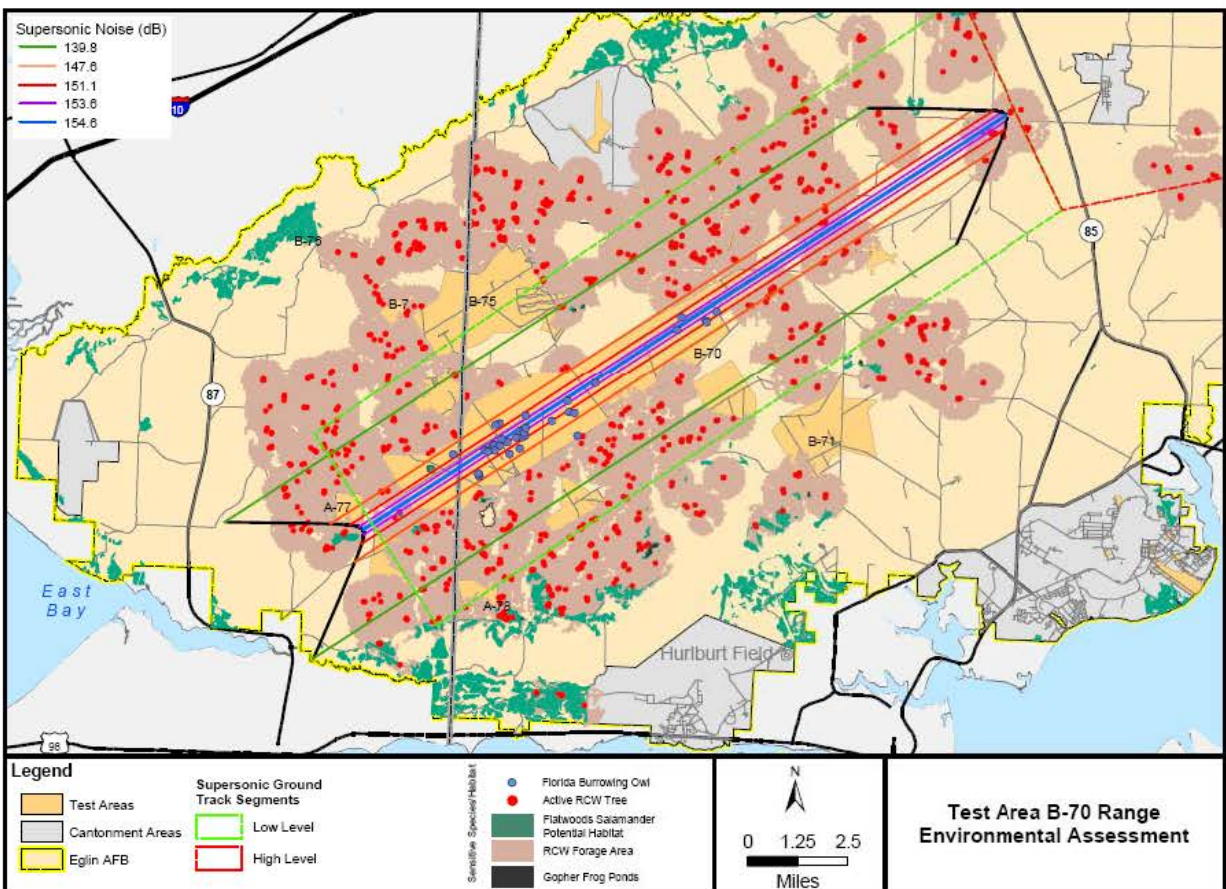 Supersonic Noise (dB)
139.8
147.6
151.1
153.6
154.6
10
B-76
B-7
B-75
85
87
B-70
B-71
A-77
A-78
East
Bay
Hurlburt Field
98
Legend
Test Areas
Cantonment Areas
Eglin AFB
Supersonic Ground
Track Segments
Low Level
High Level
Sensitive Species/Habitat
Florida Burrowing Owl
Active RCW Tree
Flatwoods Salamander
Potential Habitat
RCW Forage Area
Gopher Frog Ponds
N
0 1.25 2.5
Miles
Test Area B-70 Range
Environmental Assessment